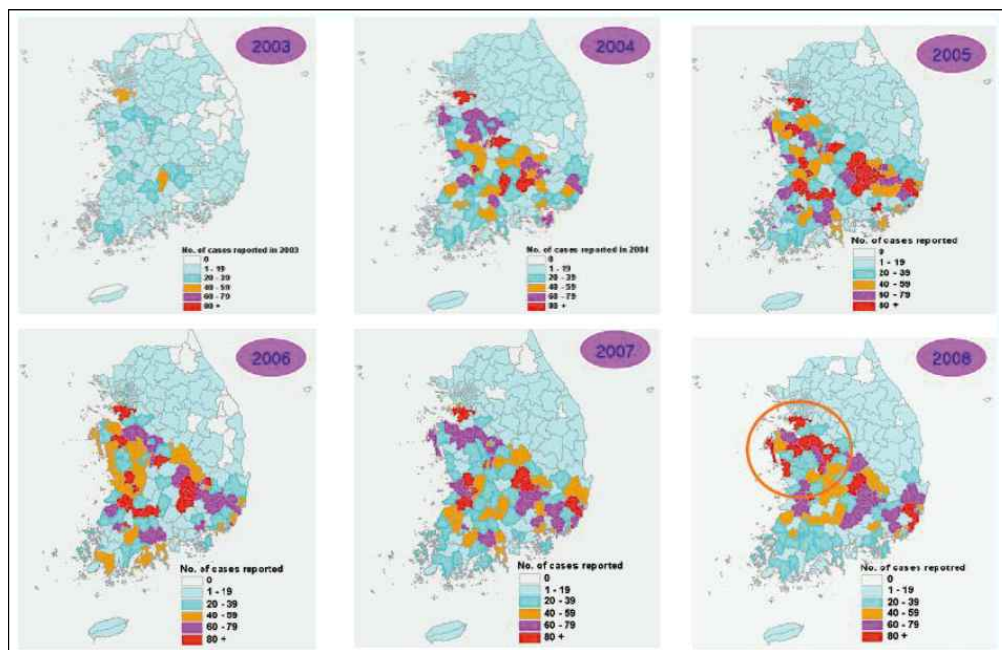 2003
No. of cases reported in 2003
0
1 - 19
20 - 39
40 - 59
60 - 79
80 +
2004
No. of cases reported in 2004
0
1 - 19
20 - 39
40 - 59
60 - 79
80 +
2005
No. of cases reported
0
1 - 19
20 - 39
40 - 59
60 - 79
80 +
2006
No. of cases reported
0
1 - 19
20 - 39
40 - 59
60 - 79
80 +
2007
No. of cases reported
0
1 - 19
20 - 39
40 - 59
60 - 79
80 +
2008
No. of cases reported
0
1 - 19
20 - 39
40 - 59
60 - 79
80 +